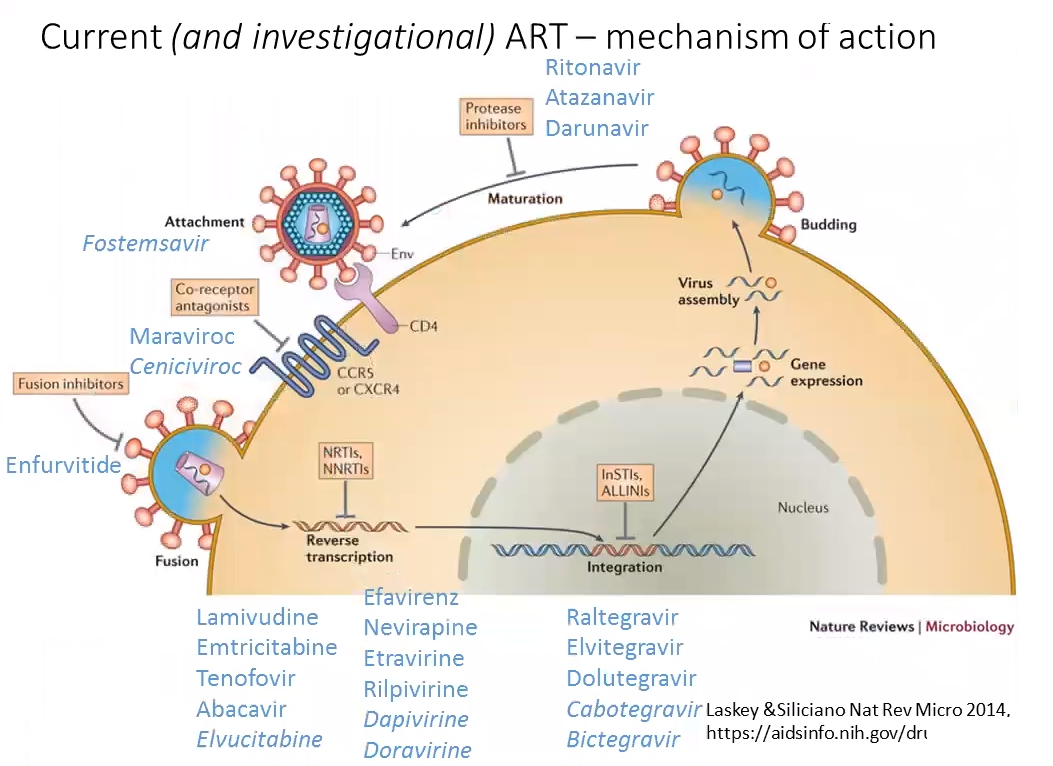 Current (and investigational) ART – mechanism of action
Ritonavir
Atazanavir
Darunavir
Protease
inhibitors
Maturation
Attachment
Fostemsavir
Env
Budding
Co-receptor
antagonists
Maraviroc
Ceniciviroc
CD4
CCR5
or CXCR4
Virus
assembly
Gene
expression
Fusion inhibitors
Enfurvitide
Fusion
NRTIs,
NNRTIs
Reverse
transcription
InSTIs,
ALLINIs
Integration
Nucleus
Lamivudine
Emtricitabine
Tenofovir
Abacavir
Elvucitabine
Efavirenz
Nevirapine
Etravirine
Rilpivirine
Dapivirine
Doravirine
Raltegravir
Elvitegravir
Dolutegravir
Cabotegravir
Bictegravir
Nature Reviews | Microbiology
Laskey &Siliciano Nat Rev Micro 2014,
https://aidsinfo.nih.gov/dru